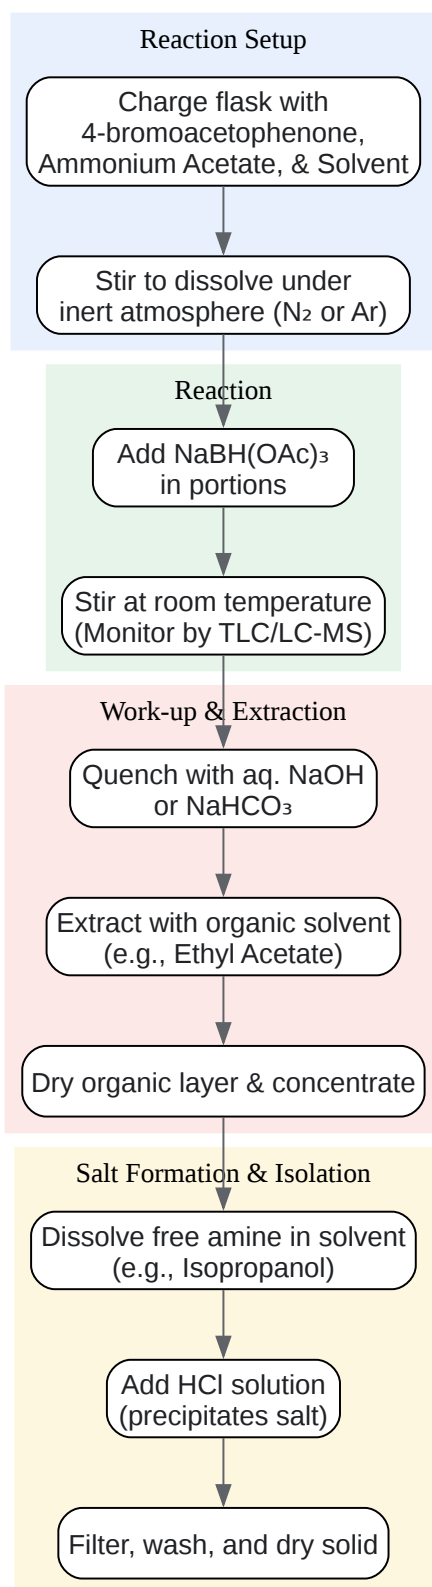 Reaction Setup
Charge flask with
4-bromoacetophenone,
Ammonium Acetate, & Solvent
Stir to dissolve under
inert atmosphere (N₂ or Ar)
Reaction
Add NaBH(OAc)₃
in portions
Stir at room temperature
(Monitor by TLC/LC-MS)
Work-up & Extraction
Quench with aq. NaOH
or NaHCO₃
Extract with organic solvent
(e.g., Ethyl Acetate)
Dry organic layer & concentrate
Salt Formation & Isolation
Dissolve free amine in solvent
(e.g., Isopropanol)
Add HCl solution
(precipitates salt)
Filter, wash, and dry solid